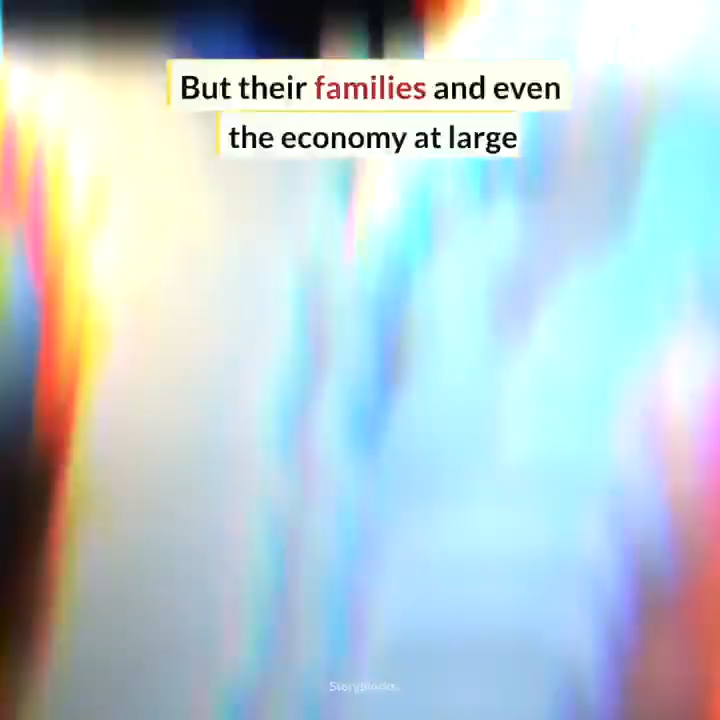 But their families and even
the economy at large
Storyblocks.